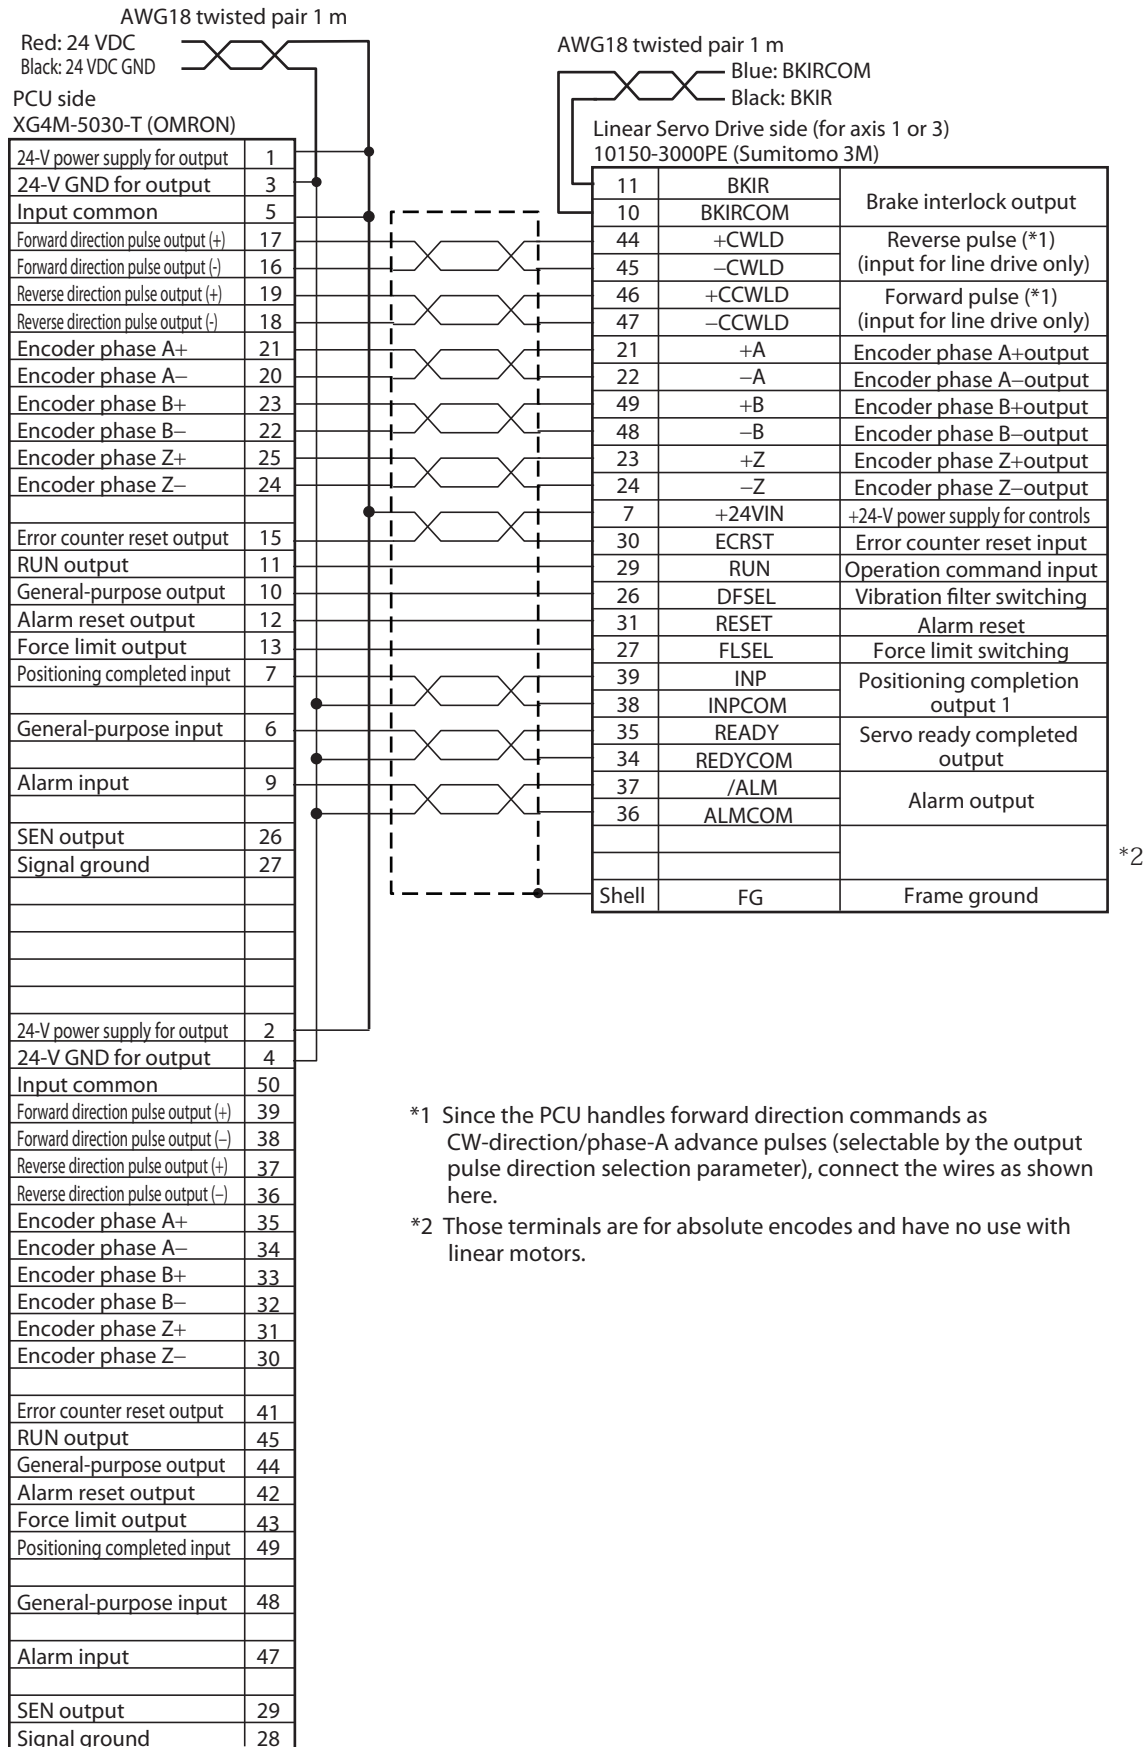 AWG18 twisted pair 1 m
Red: 24 VDC
Black: 24 VDC GND
PCU side
XG4M-5030-T (OMRON)
24-V power supply for output 1
24-V GND for output 3
Input common 5
Forward direction pulse output (+) 17
Forward direction pulse output (-) 16
Reverse direction pulse output (+) 19
Reverse direction pulse output (-) 18
Encoder phase A+ 21
Encoder phase A− 20
Encoder phase B+ 23
Encoder phase B− 22
Encoder phase Z+ 25
Encoder phase Z− 24
Error counter reset output 15
RUN output 11
General-purpose output 10
Alarm reset output 12
Force limit output 13
Positioning completed input 7
General-purpose input 6
Alarm input 9
SEN output 26
Signal ground 27
24-V power supply for output 2
24-V GND for output 4
Input common 50
Forward direction pulse output (+) 39
Forward direction pulse output (−) 38
Reverse direction pulse output (+) 37
Reverse direction pulse output (−) 36
Encoder phase A+ 35
Encoder phase A− 34
Encoder phase B+ 33
Encoder phase B− 32
Encoder phase Z+ 31
Encoder phase Z− 30
Error counter reset output 41
RUN output 45
General-purpose output 44
Alarm reset output 42
Force limit output 43
Positioning completed input 49
General-purpose input 48
Alarm input 47
SEN output 29
Signal ground 28
AWG18 twisted pair 1 m
Blue: BKIRCOM
Black: BKIR
Linear Servo Drive side (for axis 1 or 3)
10150-3000PE (Sumitomo 3M)
11 BKIR Brake interlock output
10 BKIRCOM
44 +CWLD Reverse pulse (*1)
45 −CWLD (input for line drive only)
46 +CCWLD Forward pulse (*1)
47 −CCWLD (input for line drive only)
21 +A Encoder phase A+output
22 −A Encoder phase A−output
49 +B Encoder phase B+output
48 −B Encoder phase B−output
23 +Z Encoder phase Z+output
24 −Z Encoder phase Z−output
7 +24VIN +24-V power supply for controls
30 ECRST Error counter reset input
29 RUN Operation command input
26 DFSEL Vibration filter switching
31 RESET Alarm reset
27 FLSEL Force limit switching
39 INP Positioning completion
38 INPCOM output 1
35 READY Servo ready completed
34 REDYCOM output
37 /ALM Alarm output
36 ALMCOM
*2
Shell FG Frame ground
*1 Since the PCU handles forward direction commands as
CW-direction/phase-A advance pulses (selectable by the output
pulse direction selection parameter), connect the wires as shown
here.
*2 Those terminals are for absolute encodes and have no use with
linear motors.